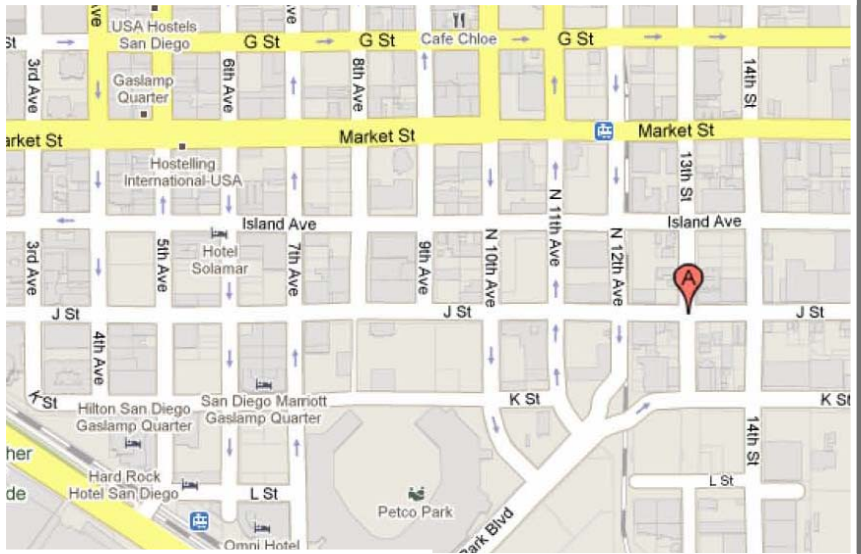 USA Hostels
San Diego
St
G St
G St
Cafe Chloe
G St
3rd Ave
Gaslamp
Quarter
6th Ave
8th Ave
14th St
arket St
Market St
Market St
Hostelling
International-USA
13th St
Island Ave
Island Ave
3rd Ave
5th Ave
Hotel
Solamar
7th Ave
9th Ave
N 10th Ave
N 11th Ave
N 12th Ave
A
J St
J St
J St
4th Ave
K St
San Diego Marriott
Gaslamp Quarter
K St
K St
Hilton San Diego
Gaslamp Quarter
14th St
her
de
Hard Rock
Hotel San Diego
L St
L St
Petco Park
Park Blvd
Omni Hotel